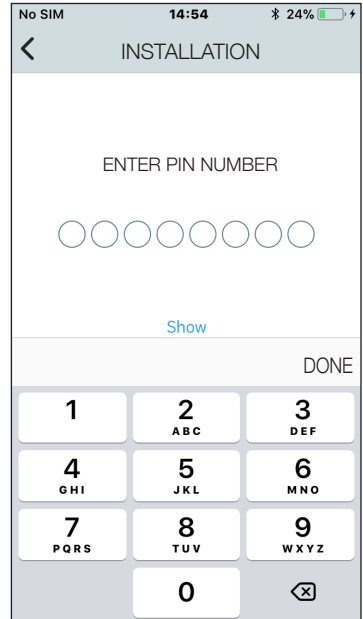 No SIM 14:54 24%
INSTALLATION
ENTER PIN NUMBER
Show
DONE
1 2 3
ABC DEF
4 5 6
GHI JKL MNO
7 8 9
PQRS TUV WXYZ
0